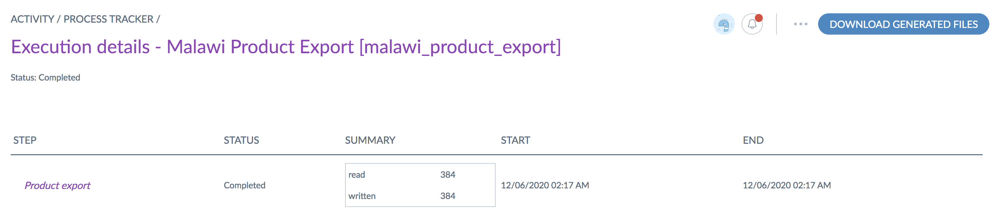 ACTIVITY / PROCESS TRACKER /
DOWNLOAD GENERATED FILES
Execution details - Malawi Product Export [malawi_product_export]
Status: Completed
STEP STATUS SUMMARY START END
read 384
Product export Completed 12/06/2020 02:17 AM 12/06/2020 02:17 AM
written 384